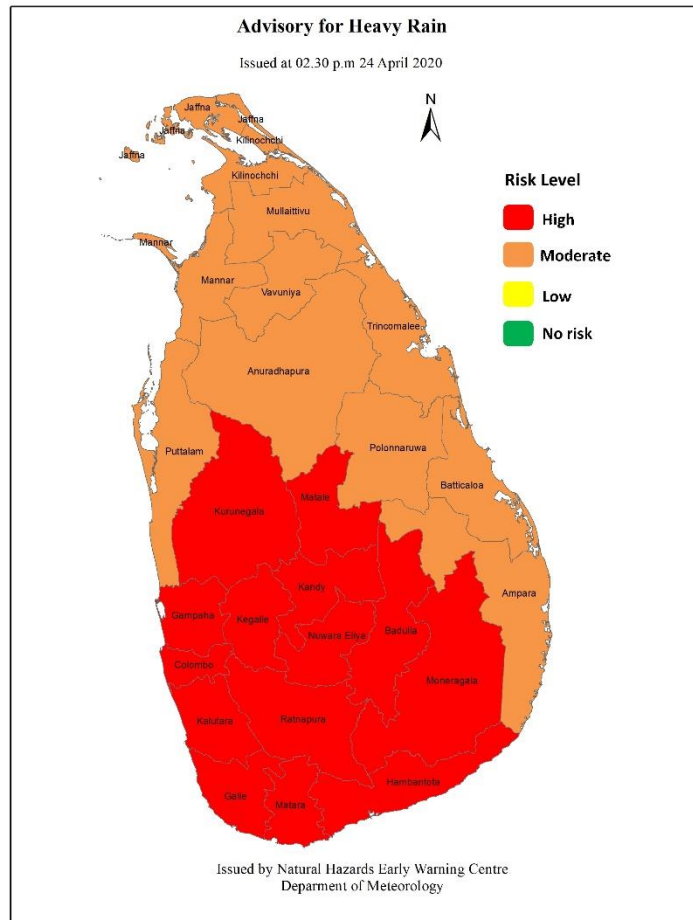 Advisory for Heavy Rain
Issued at 02.30 p.m 24 April 2020
N
Jaffna
Jaffna
Jaffna
Kilinochchi
Jaffna
Kilinochchi
Mullaittivu
Mannar
Mannar
Vavuniya
Trincomalee
Anuradhapura
Puttalam
Polonnaruwa
Batticaloa
Kurunegala
Matale
Kandy
Ampara
Gampaha
Kegalle
Nuwara Eliya
Badulla
Colombo
Moneragala
Kalutara
Ratnapura
Hambantota
Galle
Matara
Risk Level
High
Moderate
Low
No risk
Issued by Natural Hazards Early Warning Centre
Deparment of Meteorology